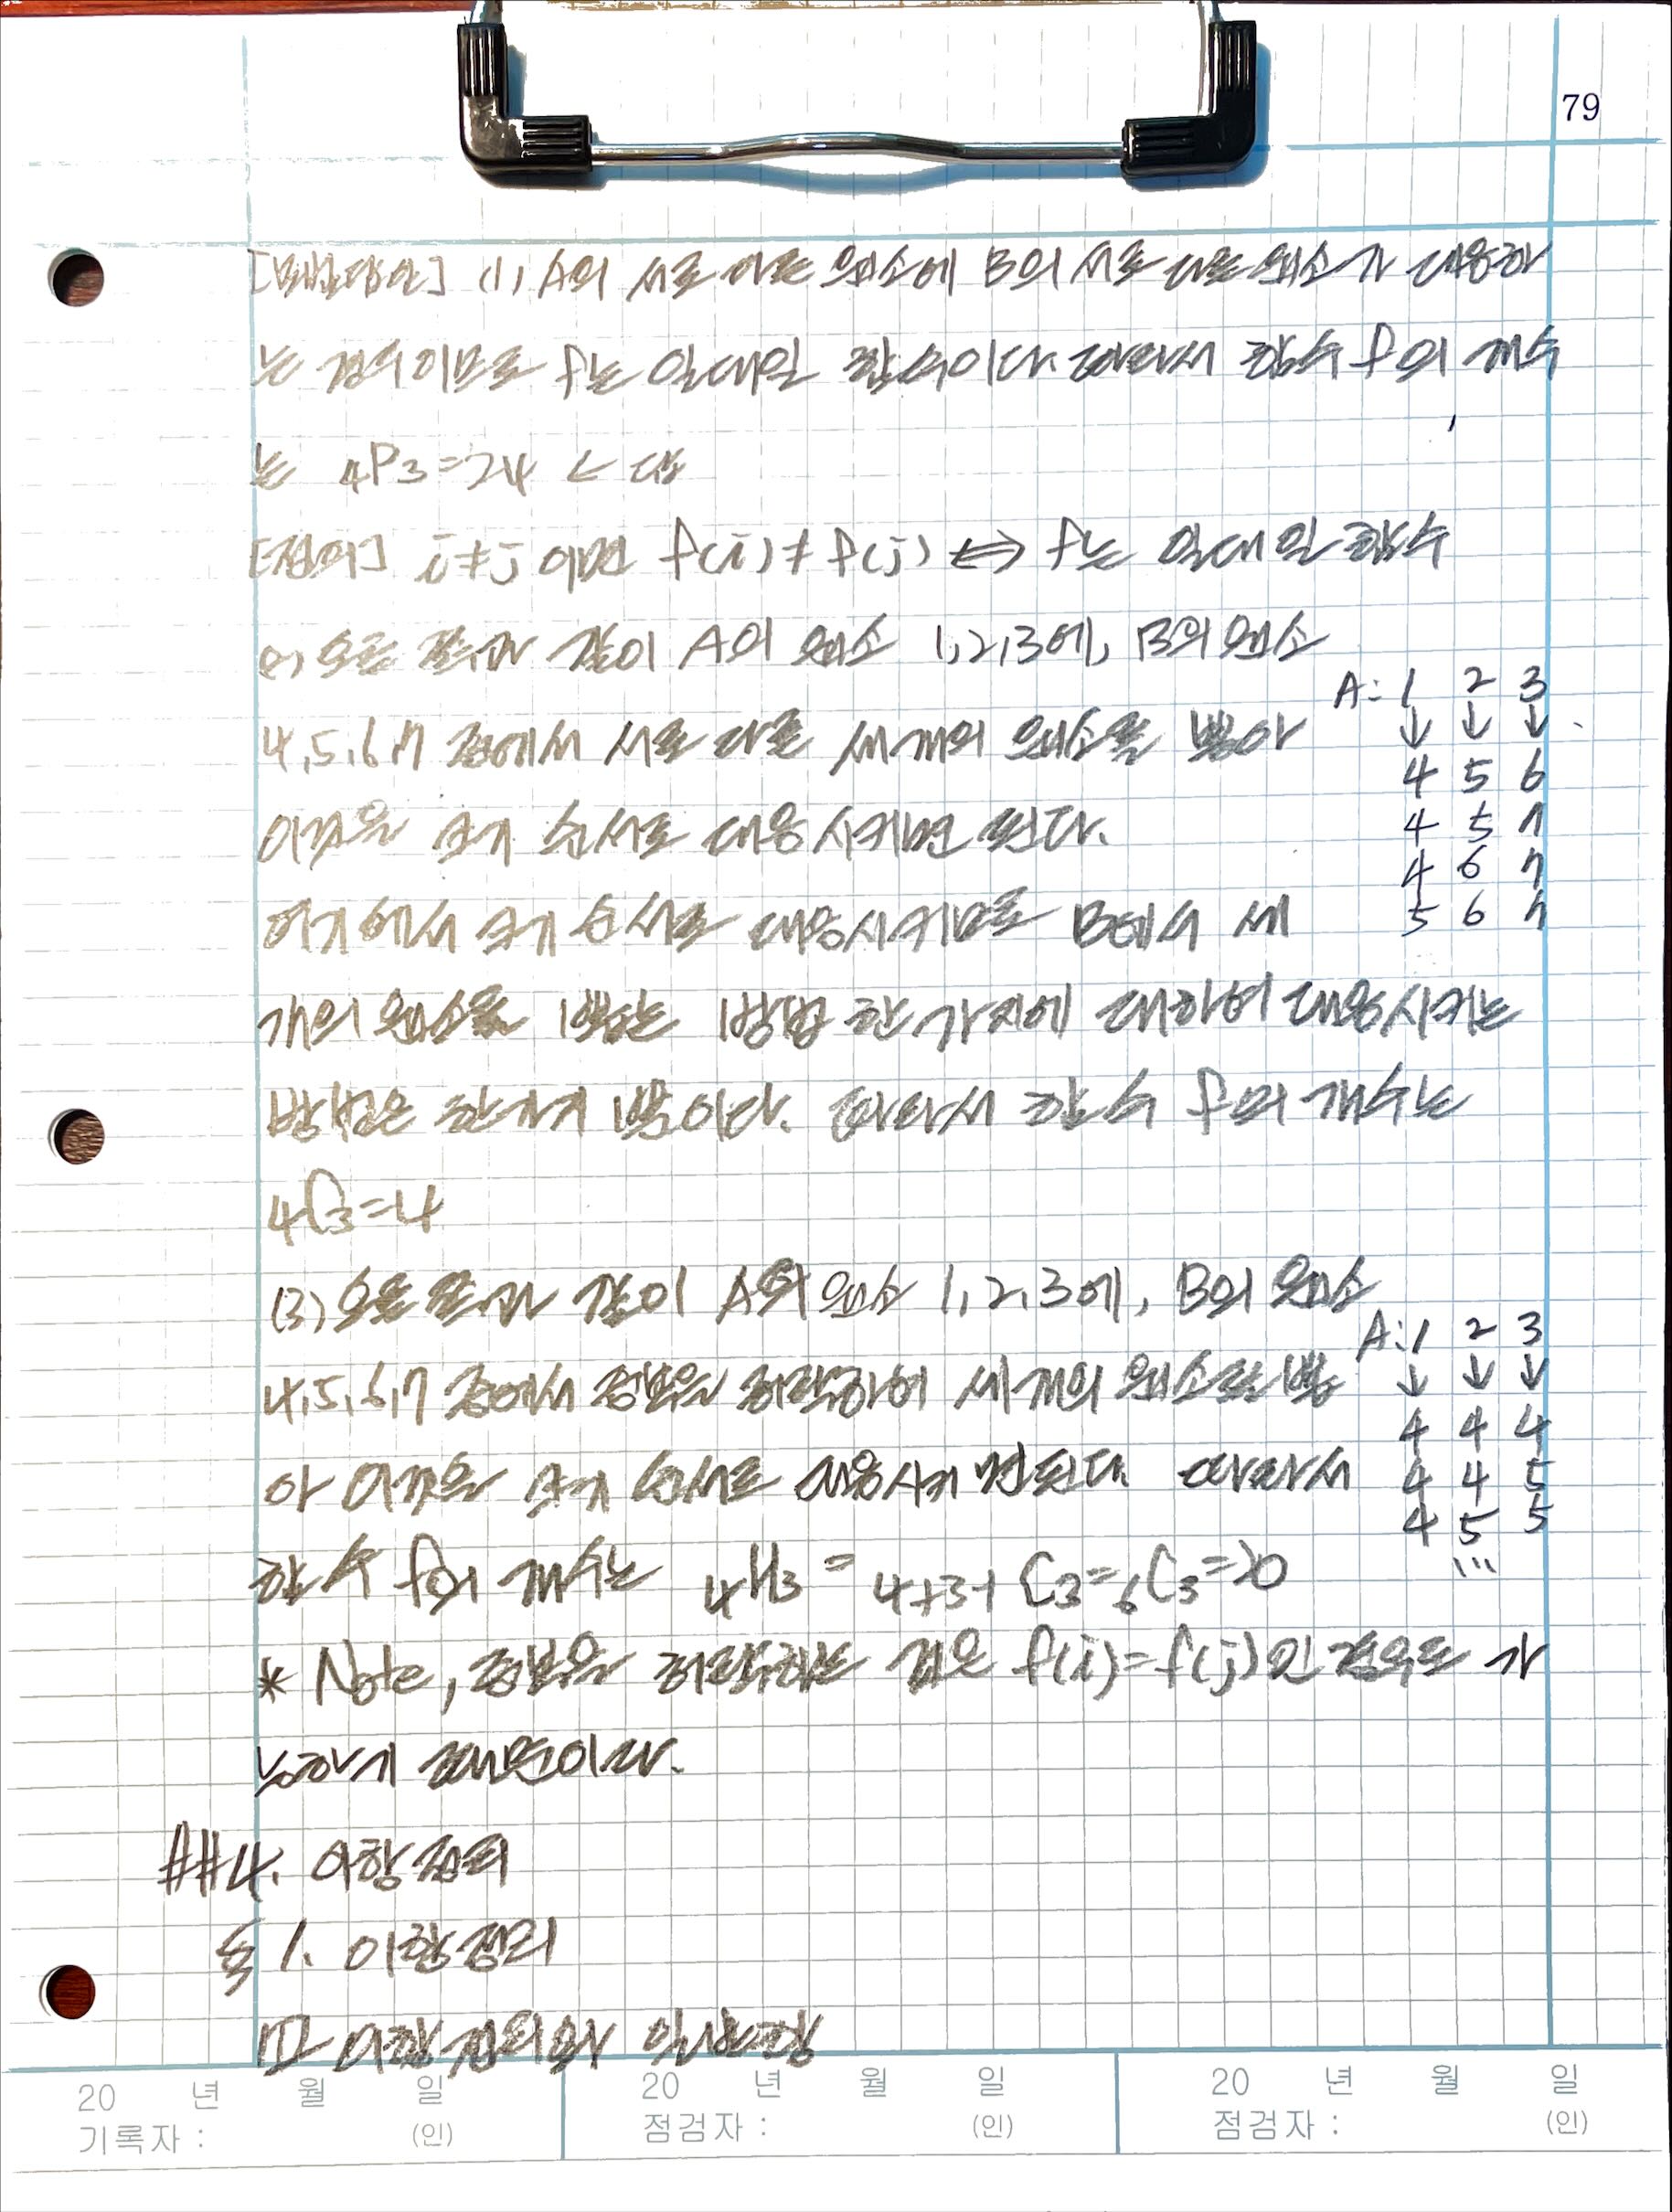 79
[모범답안] (1) A의 서로 다른 원소에 B의 서로 다른 원소가 대응하
는 경우이므로 f는 일대일 함수이다. 따라서 함수 f의 개수
는 4P3=24 ← 답
[정의] i≠j 이면 f(i)≠f(j) ⟺ f는 일대일 함수
오른쪽과 같이 A의 원소 1,2,3에, B의 원소
A: 1 2 3
↓ ↓ ↓
4,5,6,7 중에서 서로 다른 세 개의 원소를 뽑아
4 5 6
이것을 크기 순서로 대응시키면 된다.
4 5 7
4 6 7
여기에서 크기 순서로 대응시키므로 B에서 세
5 6 7
개의 원소를 뽑는 방법 한 가지에 대하여 대응시키는
방법은 한가지 뿐이다. 따라서 함수 f의 개수는
4C3=4
(3) 오른쪽과 같이 A의 원소 1,2,3에, B의 원소
A: 1 2 3
↓ ↓ ↓
4,5,6,7 중에서 중복을 허락하여 세 개의 원소를 뽑
4 4 4
아 이것을 크기 순서로 대응시키면 된다. 따라서
4 4 5
4 5 5
...
함수 f의 개수는 4H3 = 4+3-1C3=6C3=20
* Note, 중복을 허락하는 것은 f(i)=f(j)인 경우도 가
능하기 때문이다.
##4. 이항정리
§ 1. 이항정리
① 이항정리와 일반항
20 년 월 일
기록자 : (인)
20 년 월 일
점검자 : (인)
20 년 월 일
점검자 : (인)